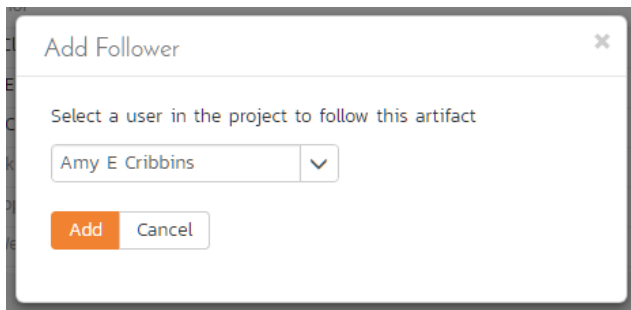 Add Follower
Select a user in the project to follow this artifact
Amy E Cribbins
Add Cancel